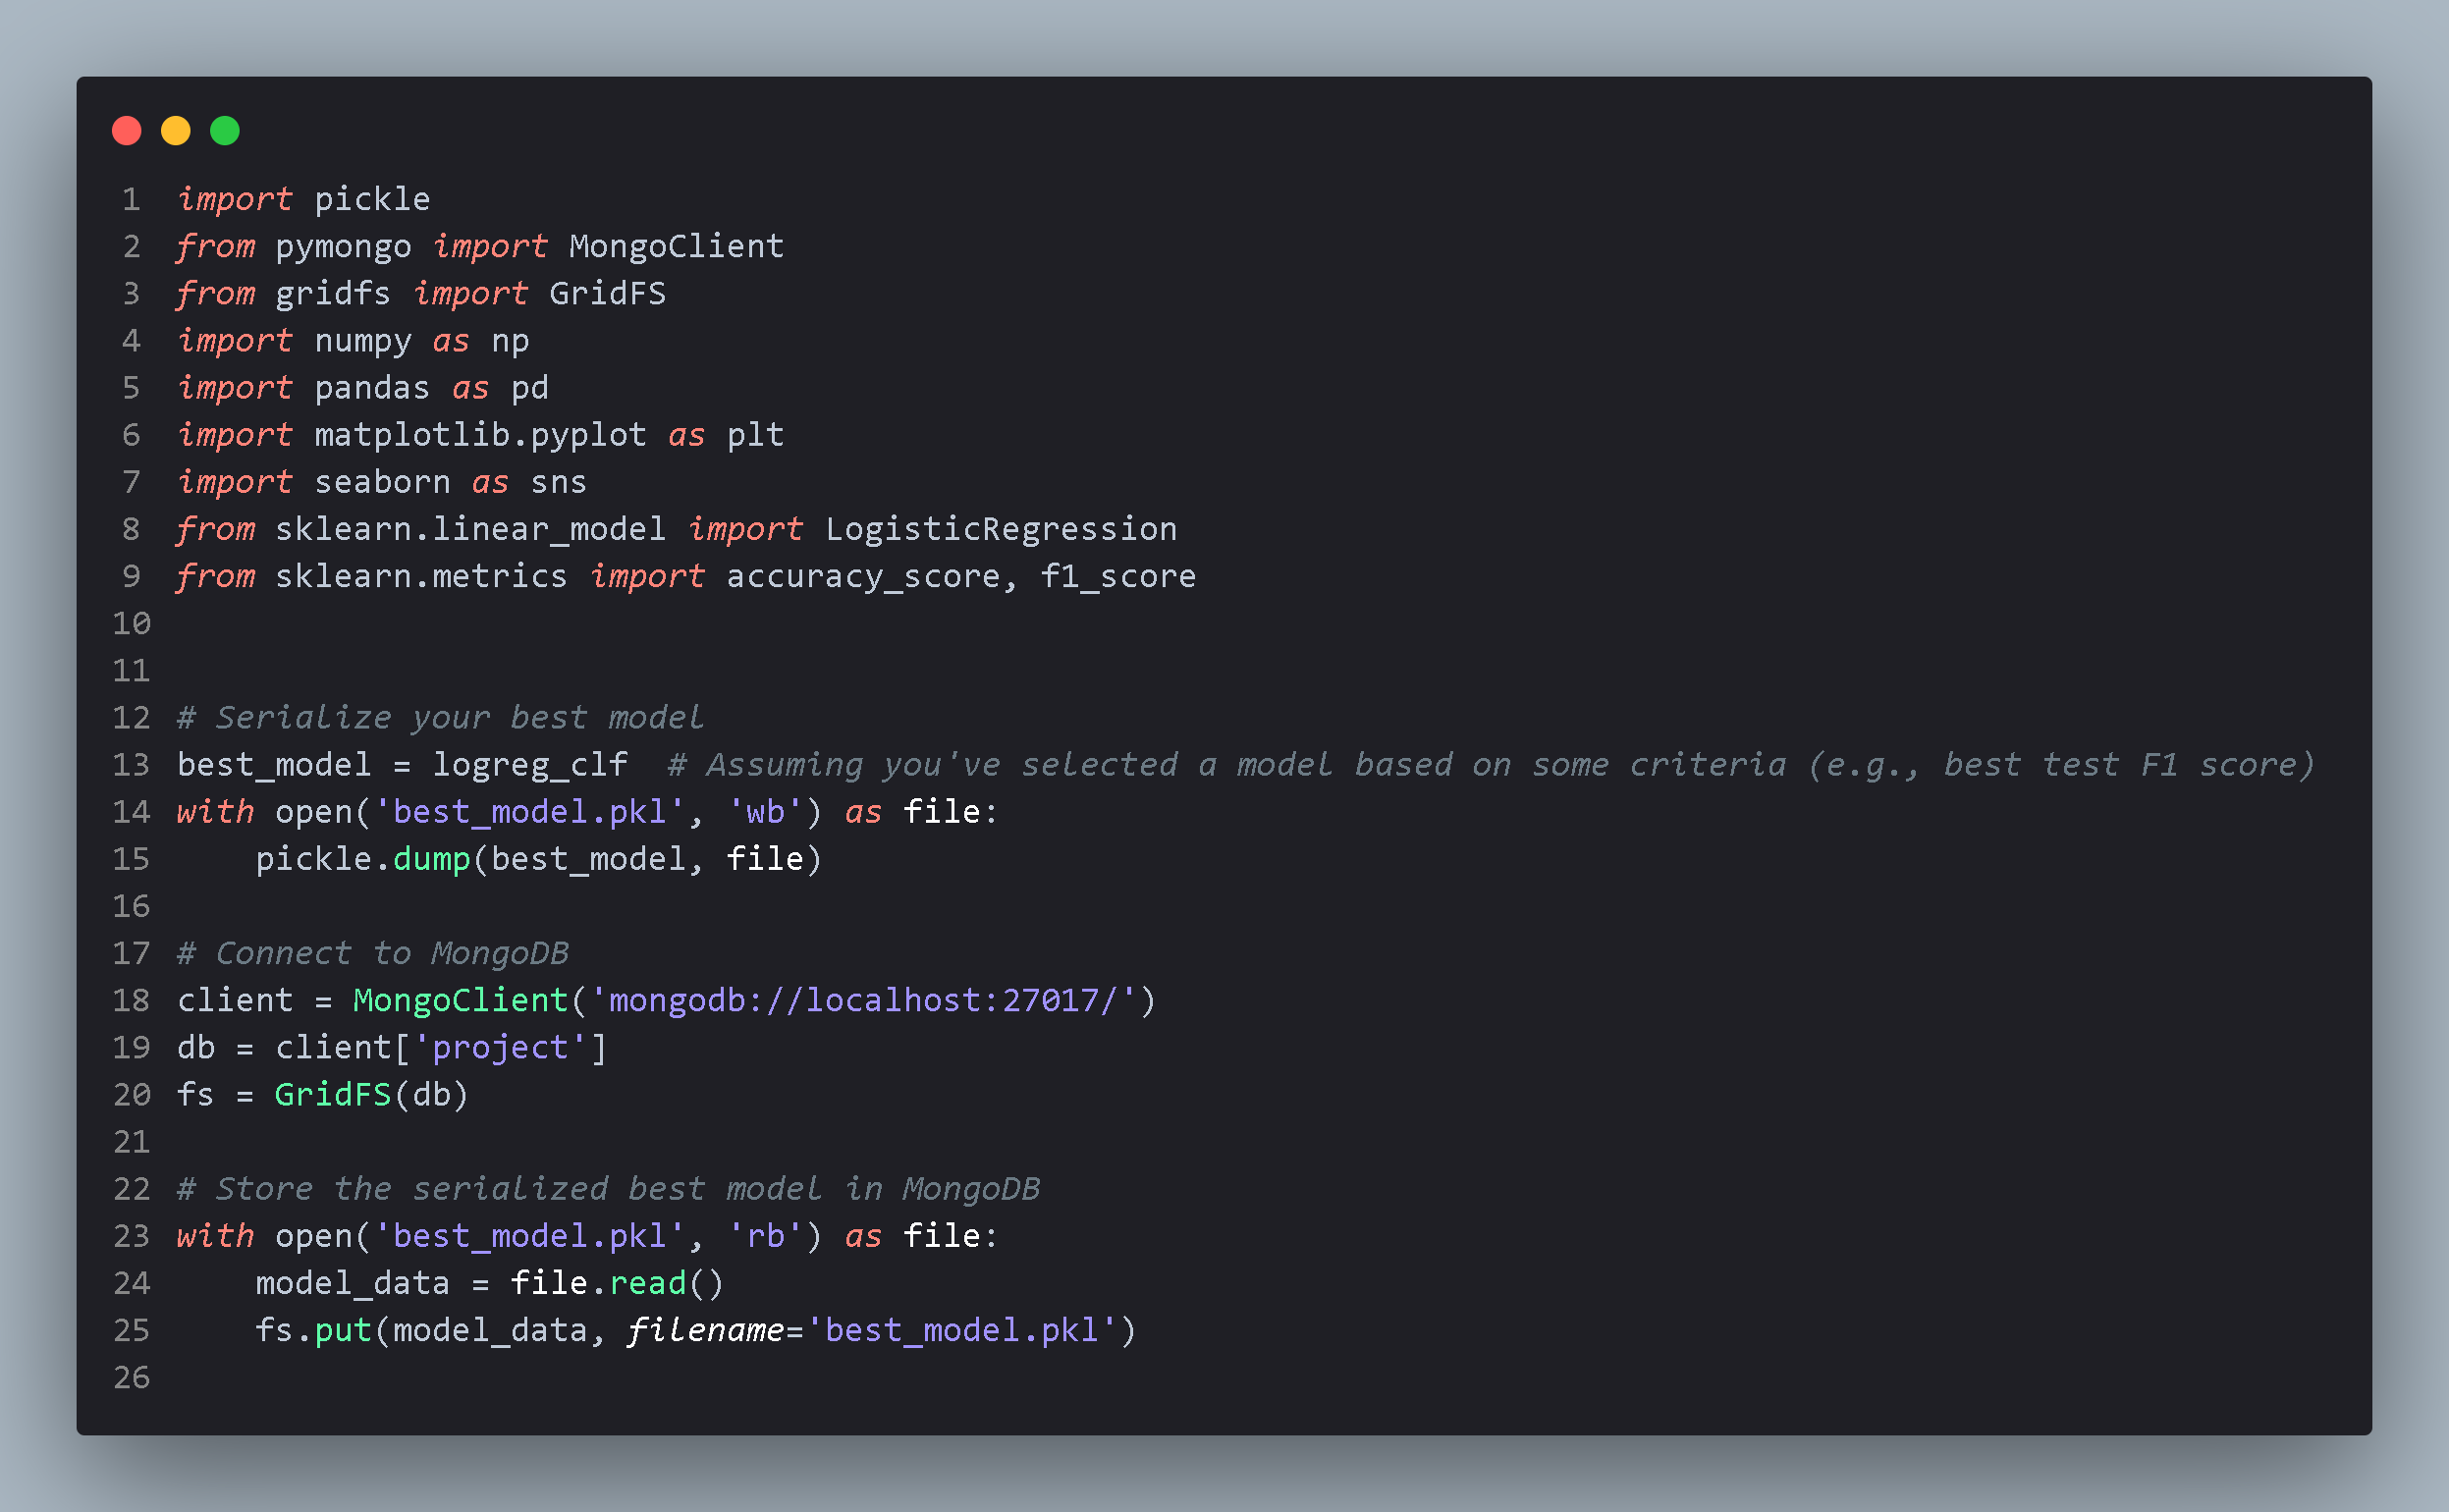 1 import pickle
2 from pymongo import MongoClient
3 from gridfs import GridFS
4 import numpy as np
5 import pandas as pd
6 import matplotlib.pyplot as plt
7 import seaborn as sns
8 from sklearn.linear_model import LogisticRegression
9 from sklearn.metrics import accuracy_score, f1_score
10
11
12 # Serialize your best model
13 best_model = logreg_clf  # Assuming you've selected a model based on some criteria (e.g., best test F1 score)
14 with open('best_model.pkl', 'wb') as file:
15     pickle.dump(best_model, file)
16
17 # Connect to MongoDB
18 client = MongoClient('mongodb://localhost:27017/')
19 db = client['project']
20 fs = GridFS(db)
21
22 # Store the serialized best model in MongoDB
23 with open('best_model.pkl', 'rb') as file:
24     model_data = file.read()
25     fs.put(model_data, filename='best_model.pkl')
26